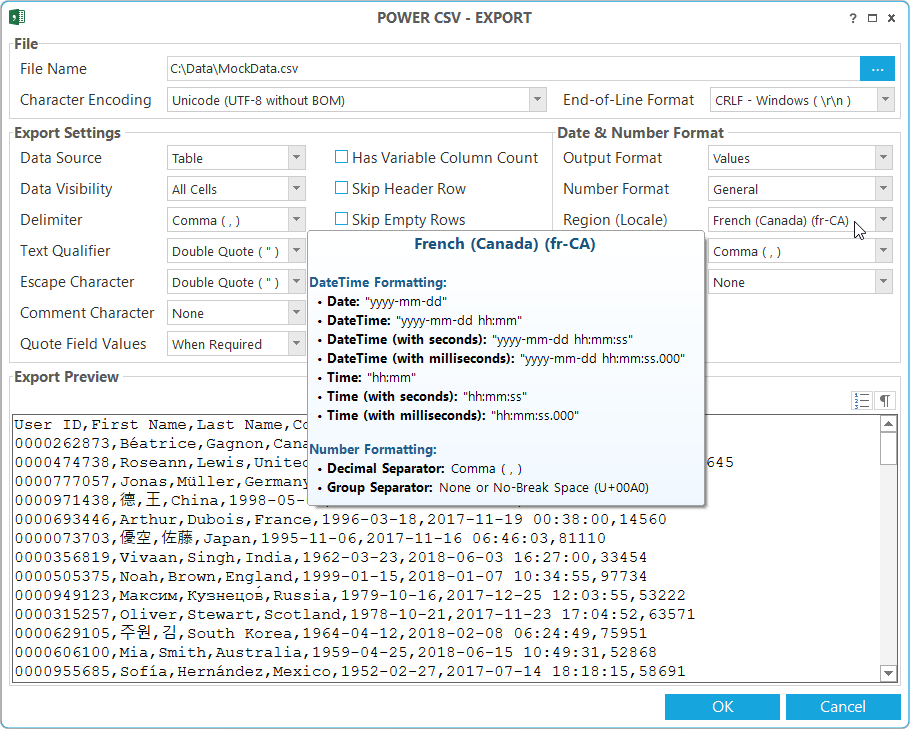 POWER CSV - EXPORT
?
File
File Name
C:\Data\MockData.csv
...
Character Encoding
Unicode (UTF-8 without BOM)
End-of-Line Format
CRLF - Windows ( \r\n )
Export Settings
Date & Number Format
Data Source
Table
Has Variable Column Count
Output Format
Values
Data Visibility
All Cells
Skip Header Row
Number Format
General
Delimiter
Comma ( , )
Skip Empty Rows
Region (Locale)
French (Canada) (fr-CA)
Text Qualifier
Double Quote ( " )
Comma ( , )
Escape Character
Double Quote ( " )
None
Comment Character
None
Quote Field Values
When Required
French (Canada) (fr-CA)
DateTime Formatting:
• Date: "yyyy-mm-dd"
• DateTime: "yyyy-mm-dd hh:mm"
• DateTime (with seconds): "yyyy-mm-dd hh:mm:ss"
• DateTime (with milliseconds): "yyyy-mm-dd hh:mm:ss.000"
• Time: "hh:mm"
• Time (with seconds): "hh:mm:ss"
• Time (with milliseconds): "hh:mm:ss.000"
Number Formatting:
• Decimal Separator: Comma ( , )
• Group Separator: None or No-Break Space (U+00A0)
Export Preview
1
2
3
¶
User ID,First Name,Last Name,Co
0000262873,Béatrice,Gagnon,Cana
0000474738,Roseann,Lewis,United 645
0000777057,Jonas,Müller,Germany
0000971438,德,王,China,1998-05-
0000693446,Arthur,Dubois,France,1996-03-18,2017-11-19 00:38:00,14560
0000073703,優空,佐藤,Japan,1995-11-06,2017-11-16 06:46:03,81110
0000356819,Vivaan,Singh,India,1962-03-23,2018-06-03 16:27:00,33454
0000505375,Noah,Brown,England,1999-01-15,2018-01-07 10:34:55,97734
0000949123,Максим,Кузнецо́в,Russia,1979-10-16,2017-12-25 12:03:55,53222
0000315257,Oliver,Stewart,Scotland,1978-10-21,2017-11-23 17:04:52,63571
0000629105,주원,김,South Korea,1964-04-12,2018-02-08 06:24:49,75951
0000606100,Mia,Smith,Australia,1959-04-25,2018-06-15 10:49:31,52868
0000955685,Sofía,Hernández,Mexico,1952-02-27,2017-07-14 18:18:15,58691
OK
Cancel